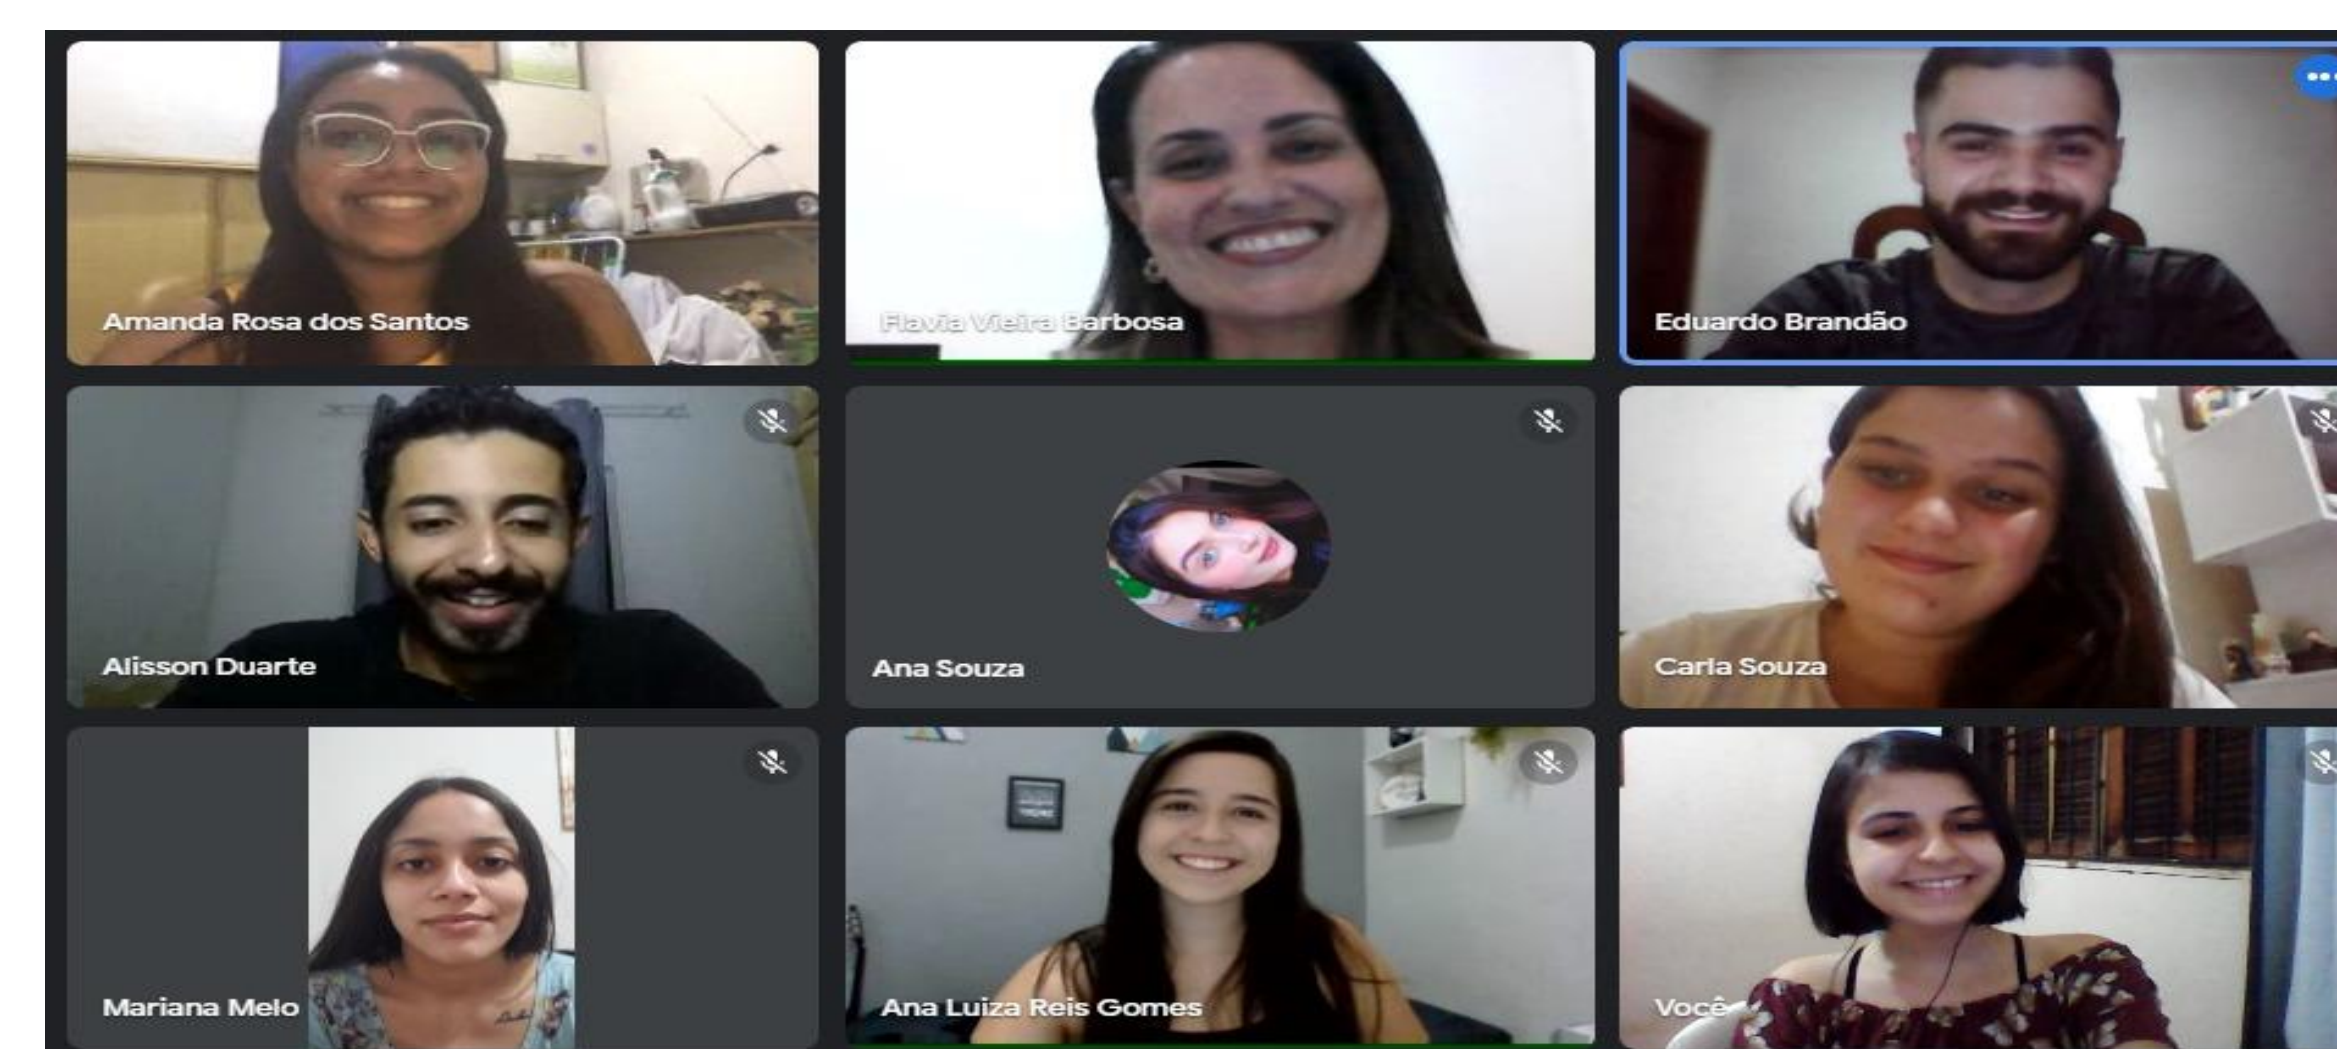 Amanda Rosa dos Santos
Flavia Vieira Barbosa
Eduardo Brandão
Alisson Duarte
Ana Souza
Carla Souza
Mariana Melo
Ana Luiza Reis Gomes
Você